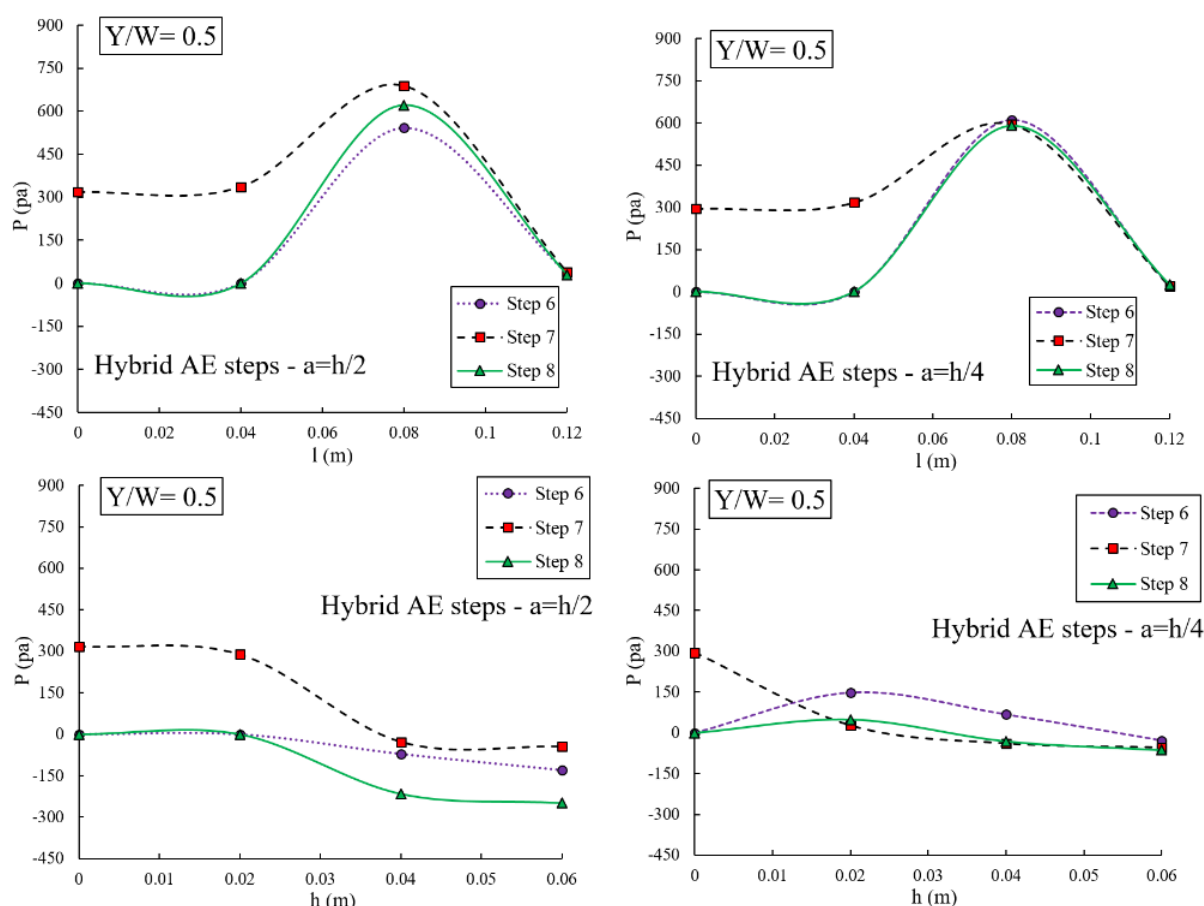 Y/W= 0.5
900
750
600
450
300
150
0
-150
-300
-450
P (pa)
Step 6
Step 7
Step 8
Hybrid AE steps - a=h/2
0
0.02
0.04
0.06
0.08
0.1
0.12
l (m)
Y/W= 0.5
900
750
600
450
300
150
0
-150
-300
-450
P (pa)
Step 6
Step 7
Step 8
Hybrid AE steps - a=h/4
0
0.02
0.04
0.06
0.08
0.1
0.12
l (m)
Y/W= 0.5
900
750
600
450
300
150
0
-150
-300
-450
P (pa)
Step 6
Step 7
Step 8
Hybrid AE steps - a=h/2
0
0.01
0.02
0.03
0.04
0.05
0.06
h (m)
Y/W= 0.5
900
750
600
450
300
150
0
-150
-300
-450
P (pa)
Step 6
Step 7
Step 8
Hybrid AE steps - a=h/4
0
0.01
0.02
0.03
0.04
0.05
0.06
h (m)